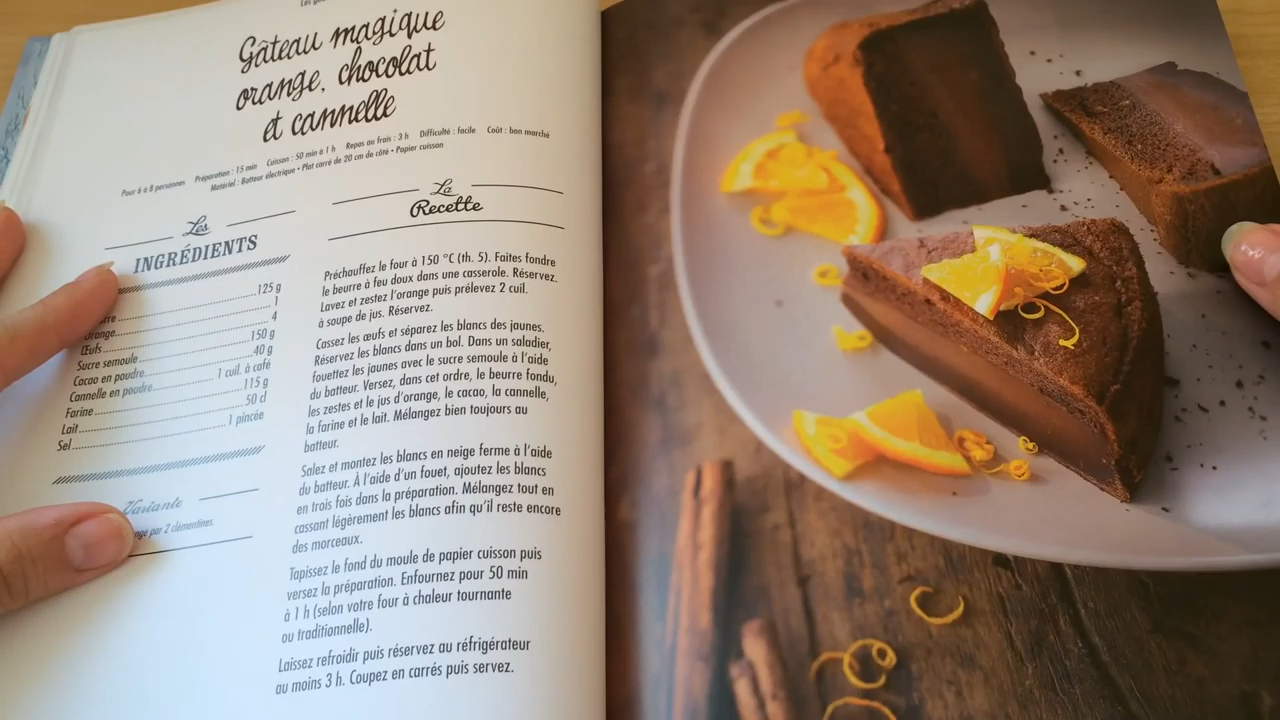 Gâteau magique
orange, chocolat
et cannelle
Pour 6 à 8 personnes Préparation : 15 min Cuisson : 50 min à 1 h Repos au frais : 3 h Difficulté : facile Coût : bon marché
Matériel : Batteur électrique • Plat carré de 20 cm de côté • Papier cuisson
Les
INGRÉDIENTS
125 g
1
Œufs 4
Sucre semoule 150 g
Cacao en poudre 40 g
Cannelle en poudre 1 cuil. à café
Farine 115 g
Lait 50 cl
Sel 1 pincée
Variante
par 2 clémentines.
La
Recette
Préchauffez le four à 150 °C (th. 5). Faites fondre
le beurre à feu doux dans une casserole. Réservez.
Lavez et zestez l'orange puis prélevez 2 cuil.
à soupe de jus. Réservez.
Cassez les œufs et séparez les blancs des jaunes.
Réservez les blancs dans un bol. Dans un saladier,
fouettez les jaunes avec le sucre semoule à l'aide
du batteur. Versez, dans cet ordre, le beurre fondu,
les zestes et le jus d'orange, le cacao, la cannelle,
la farine et le lait. Mélangez bien toujours au
batteur.
Salez et montez les blancs en neige ferme à l'aide
du batteur. À l'aide d'un fouet, ajoutez les blancs
en trois fois dans la préparation. Mélangez tout en
cassant légèrement les blancs afin qu'il reste encore
des morceaux.
Tapissez le fond du moule de papier cuisson puis
versez la préparation. Enfournez pour 50 min
à 1 h (selon votre four à chaleur tournante
ou traditionnelle).
Laissez refroidir puis réservez au réfrigérateur
au moins 3 h. Coupez en carrés puis servez.